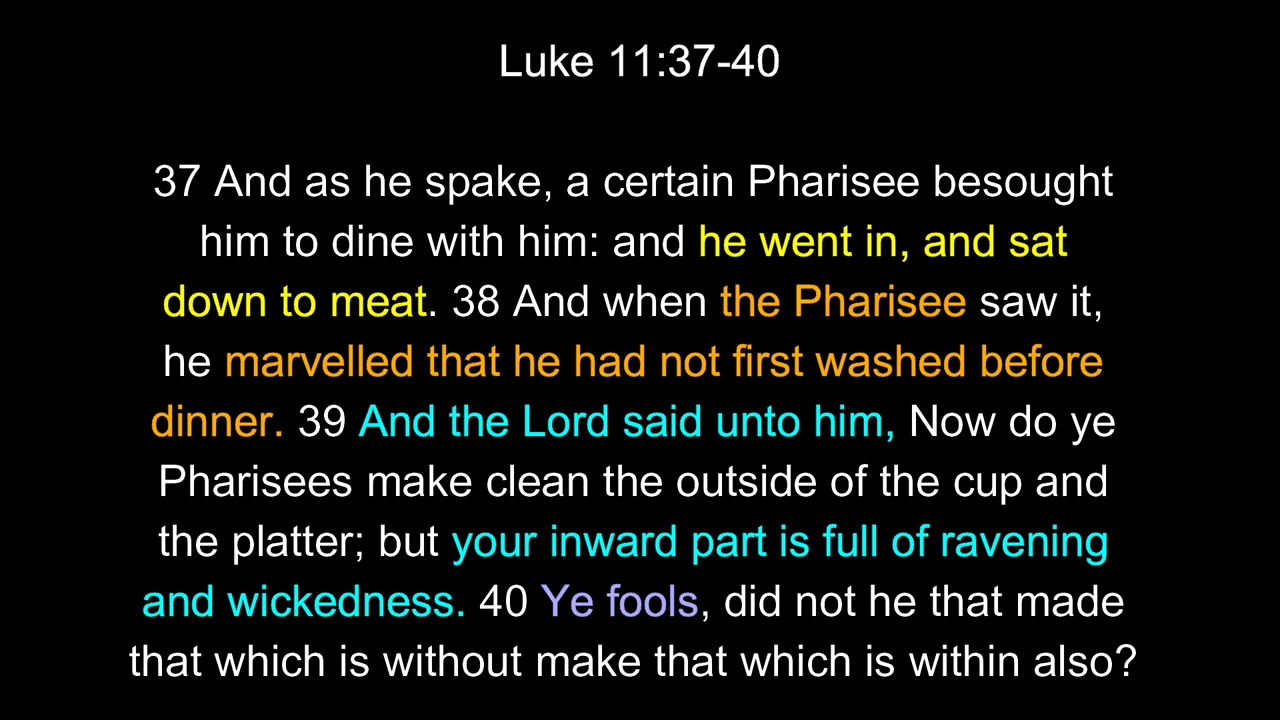 Luke 11:37-40
37 And as he spake, a certain Pharisee besought
him to dine with him: and he went in, and sat
down to meat. 38 And when the Pharisee saw it,
he marvelled that he had not first washed before
dinner. 39 And the Lord said unto him, Now do ye
Pharisees make clean the outside of the cup and
the platter; but your inward part is full of ravening
and wickedness. 40 Ye fools, did not he that made
that which is without make that which is within also?